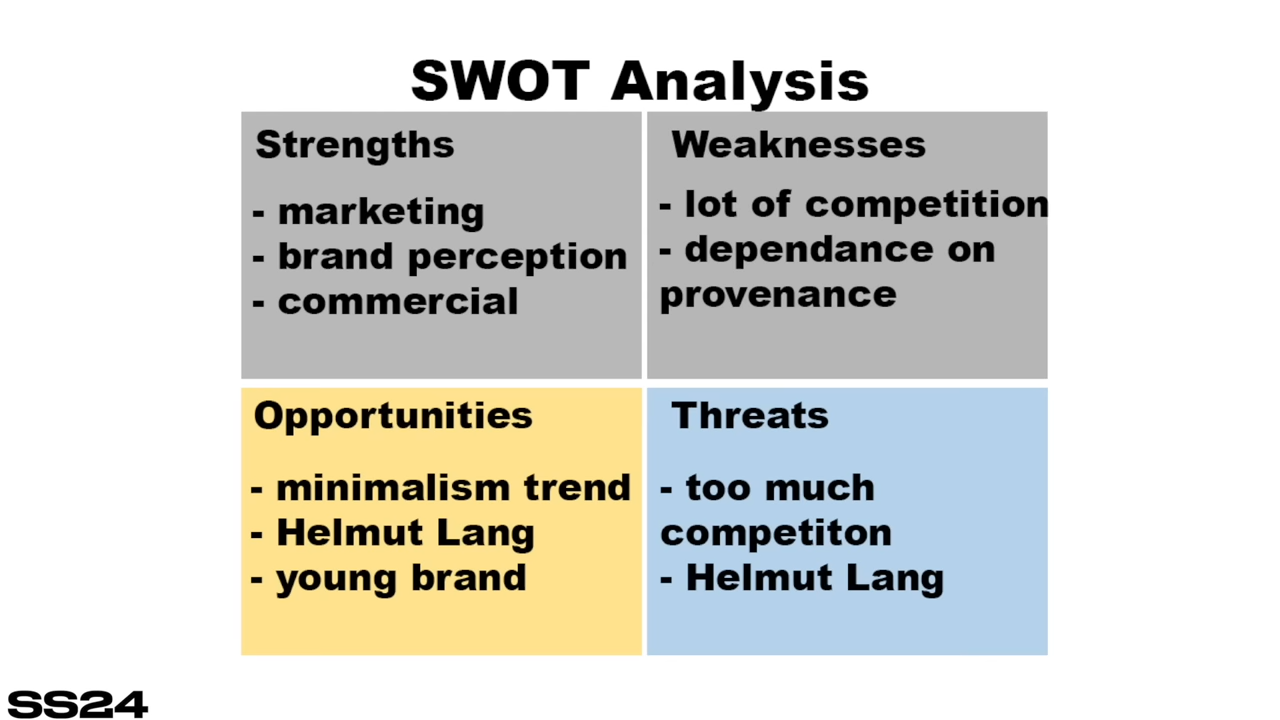 SWOT Analysis
Strengths
- marketing
- brand perception
- commercial
Weaknesses
- lot of competition
- dependance on
provenance
Opportunities
- minimalism trend
- Helmut Lang
- young brand
Threats
- too much
competiton
- Helmut Lang
SS24